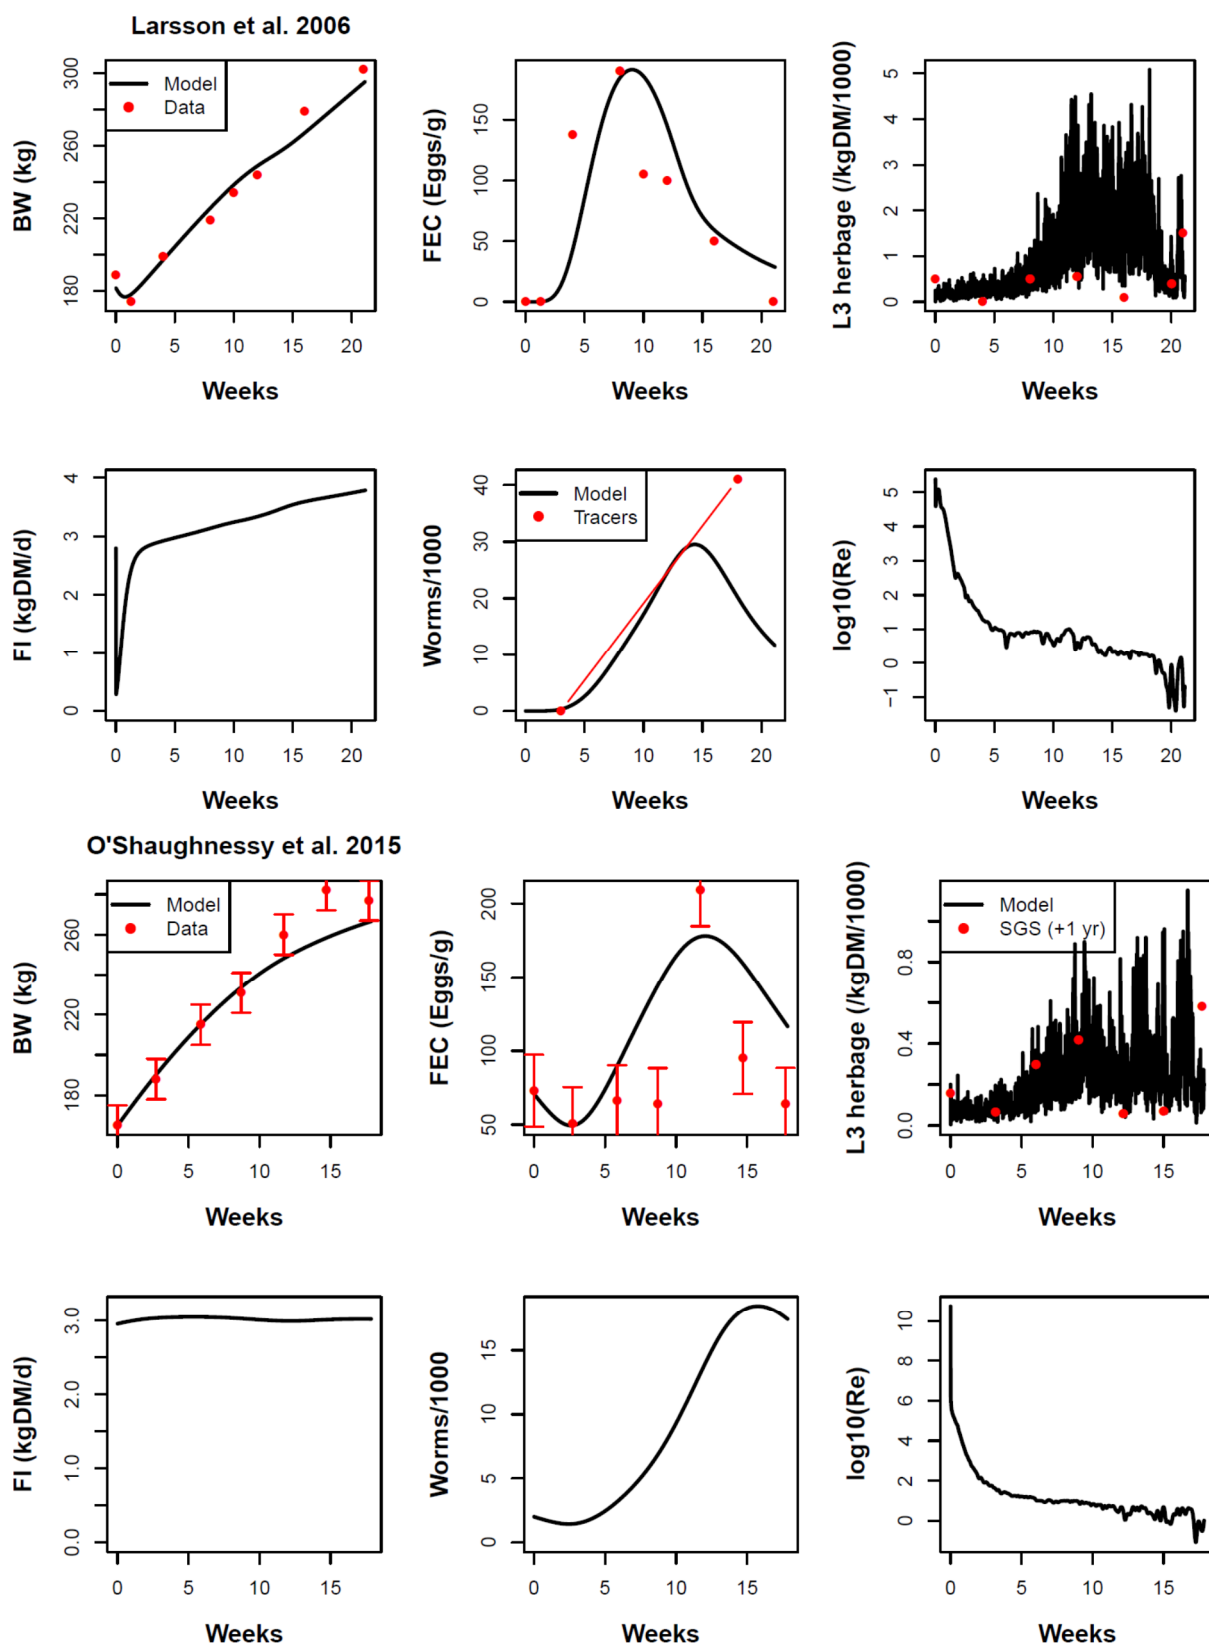 Larsson et al. 2006
BW (kg)
180
220
260
300
Model
Data
0 5 10 15 20
Weeks
FEC (Eggs/g)
0
50
100
150
0 5 10 15 20
Weeks
L3 herbage (/kgDM/1000)
0
1
2
3
4
5
0 5 10 15 20
Weeks
FI (kgDM/d)
0
1
2
3
4
0 5 10 15 20
Weeks
Worms/1000
0
10
20
30
40
Model
Tracers
0 5 10 15 20
Weeks
log10(Re)
−1
0
1
2
3
4
5
0 5 10 15 20
Weeks
O'Shaughnessy et al. 2015
BW (kg)
180
220
260
Model
Data
0 5 10 15
Weeks
FEC (Eggs/g)
50
100
150
200
0 5 10 15
Weeks
L3 herbage (/kgDM/1000)
0.0
0.4
0.8
Model
SGS (+1 yr)
0 5 10 15
Weeks
FI (kgDM/d)
0.0
1.0
2.0
3.0
0 5 10 15
Weeks
Worms/1000
0
5
10
15
0 5 10 15
Weeks
log10(Re)
0
2
4
6
8
10
0 5 10 15
Weeks